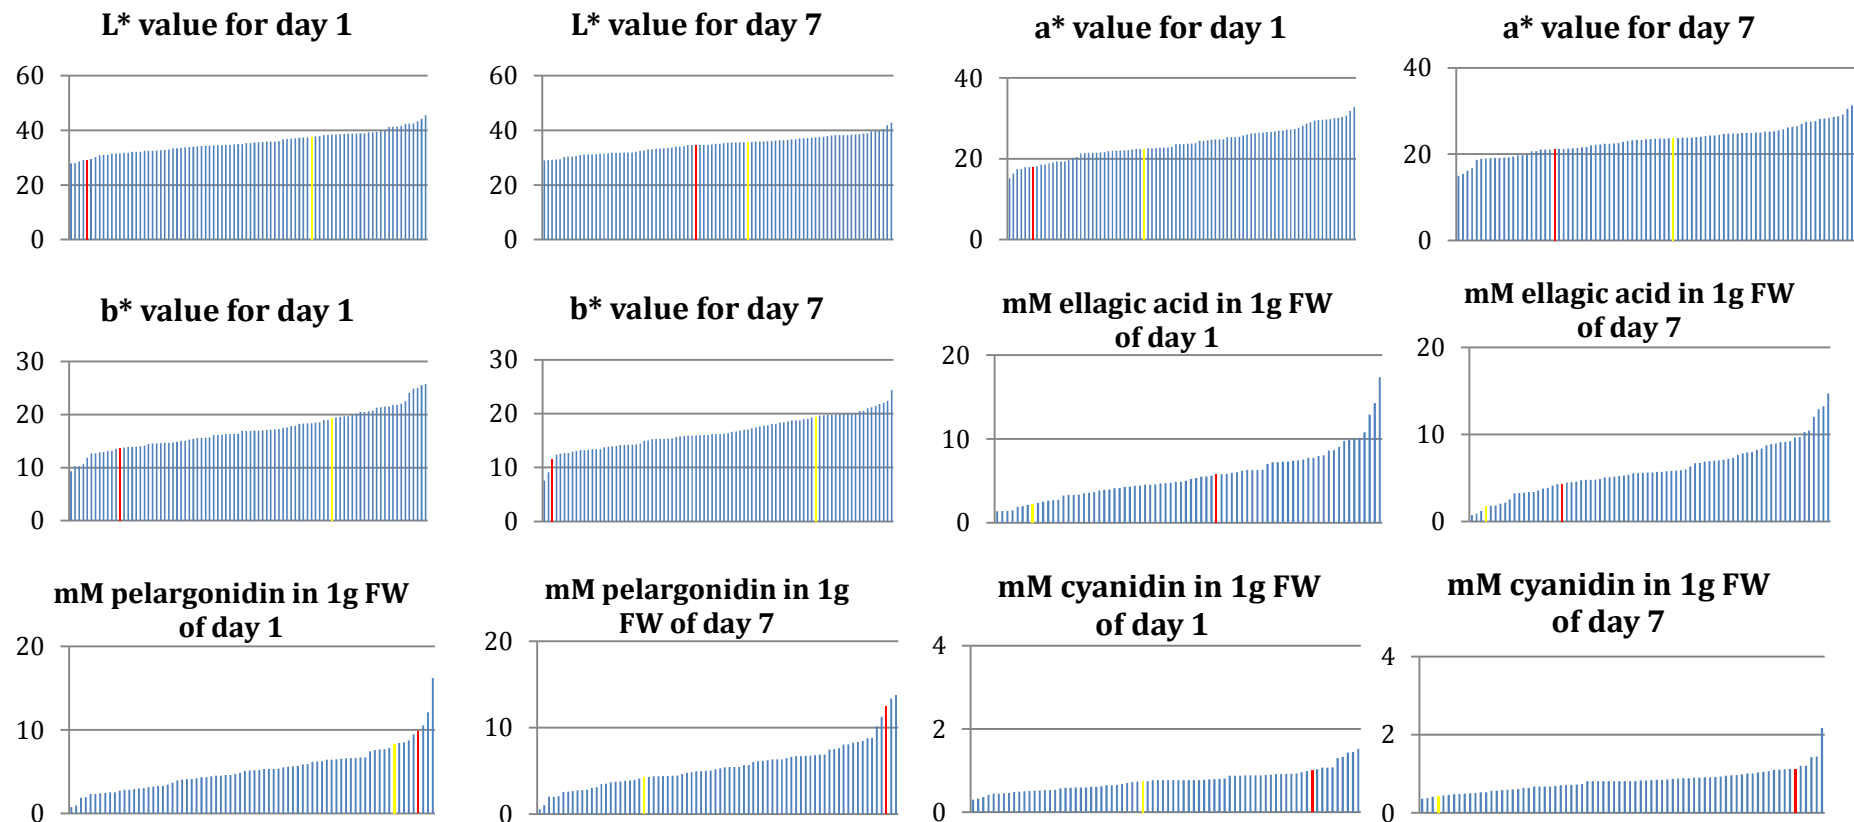 L* value for day 1
60
40
20
0
L* value for day 7
60
40
20
0
a* value for day 1
40
20
0
a* value for day 7
40
20
0
b* value for day 1
30
20
10
0
b* value for day 7
30
20
10
0
mM ellagic acid in 1g FW
of day 1
20
10
0
mM ellagic acid in 1g FW
of day 7
20
10
0
mM pelargonidin in 1g FW
of day 1
20
10
0
mM pelargonidin in 1g
FW of day 7
20
10
0
mM cyanidin in 1g FW
of day 1
4
2
0
mM cyanidin in 1g FW
of day 7
4
2
0